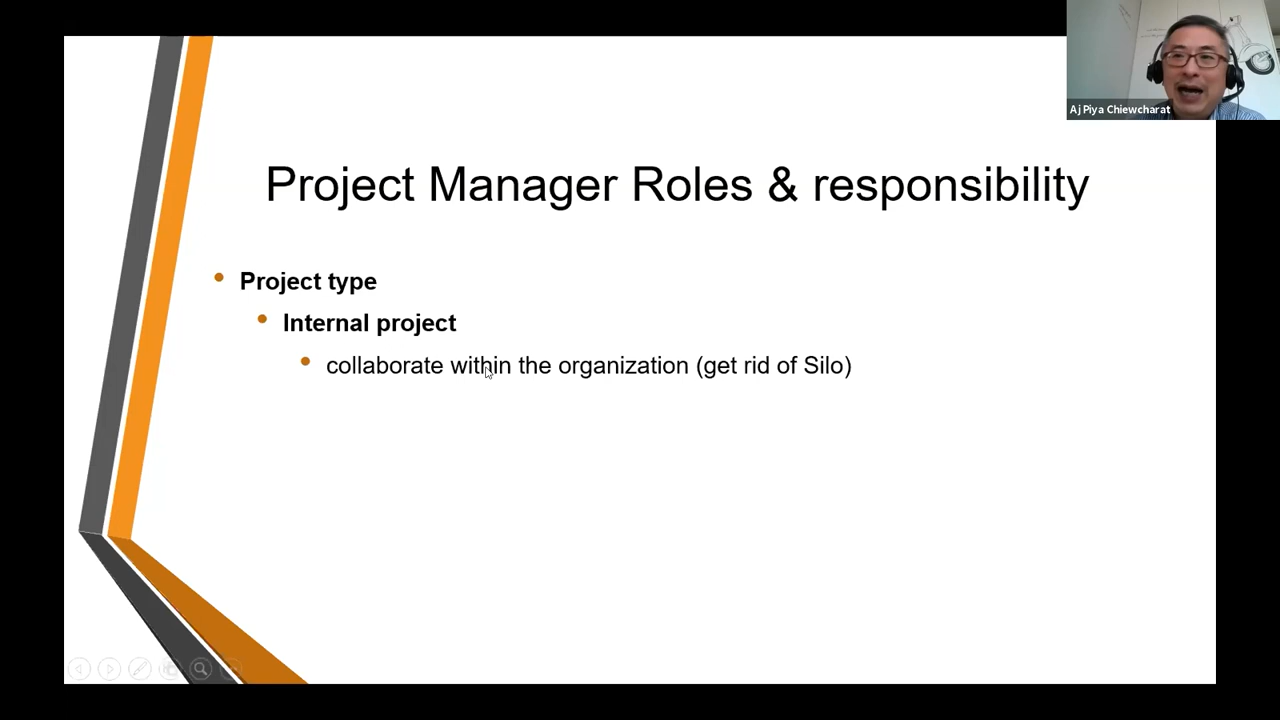 Aj Piya Chiewcharat
Project Manager Roles & responsibility
Project type
Internal project
collaborate within the organization (get rid of Silo)